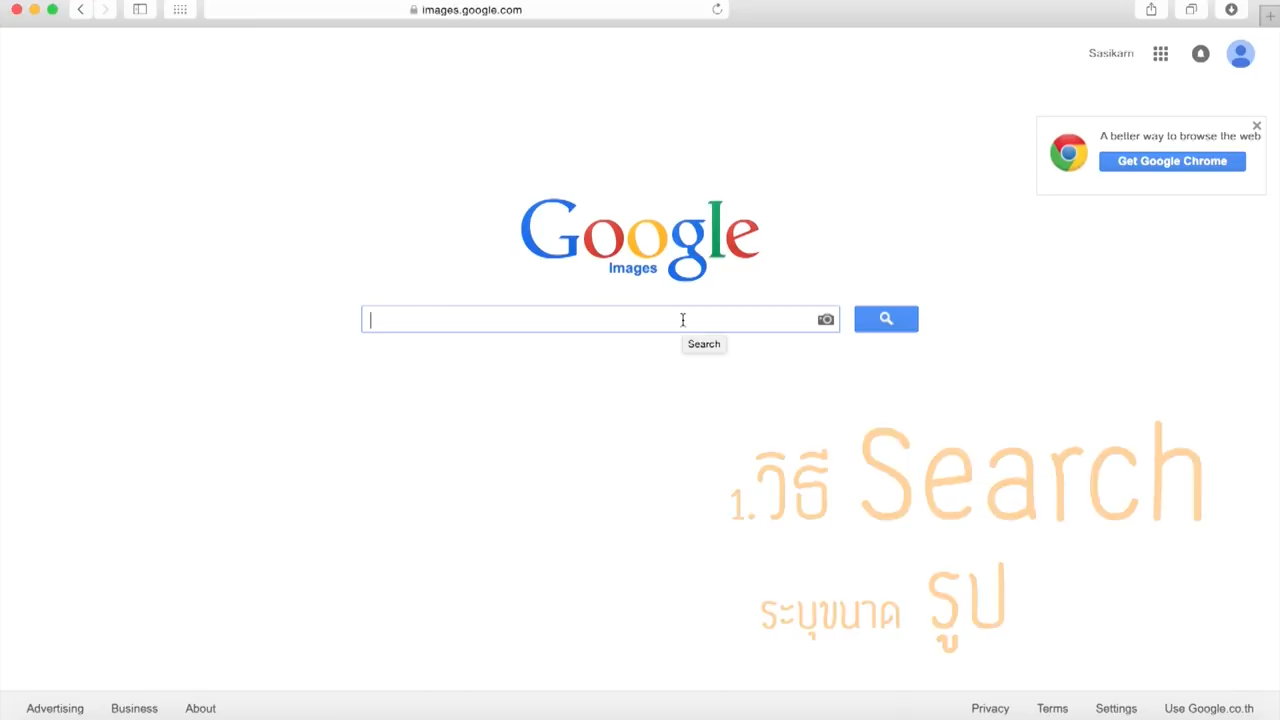 images.google.com
Sasikarn
A better way to browse the web
Get Google Chrome
Google
Images
Search
1.วิธี Search
ระบุขนาด รูป
Advertising Business About
Privacy Terms Settings Use Google.co.th